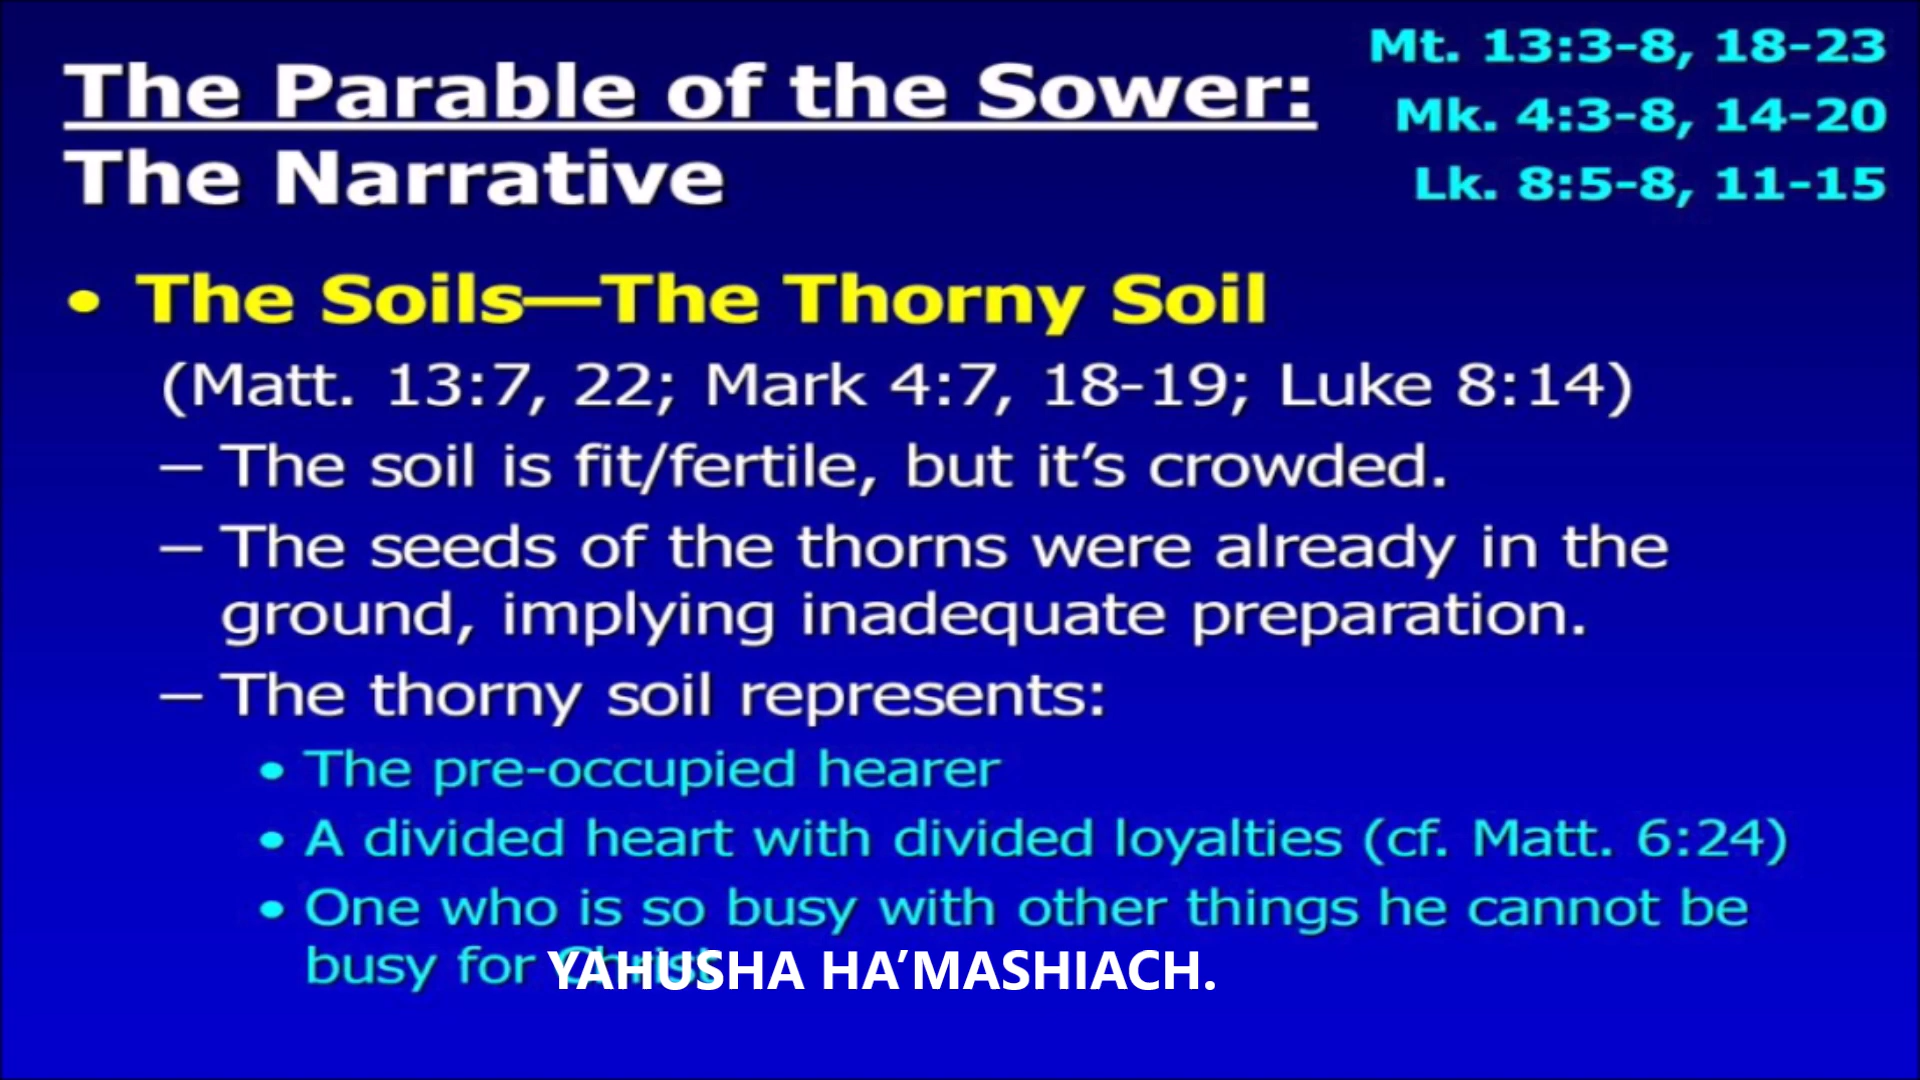 The Parable of the Sower:
The Narrative
Mt. 13:3-8, 18-23
Mk. 4:3-8, 14-20
Lk. 8:5-8, 11-15
• The Soils—The Thorny Soil
(Matt. 13:7, 22; Mark 4:7, 18-19; Luke 8:14)
– The soil is fit/fertile, but it’s crowded.
– The seeds of the thorns were already in the
ground, implying inadequate preparation.
– The thorny soil represents:
• The pre-occupied hearer
• A divided heart with divided loyalties (cf. Matt. 6:24)
• One who is so busy with other things he cannot be
busy for Christ
YAHUSHA HA’MASHIACH.